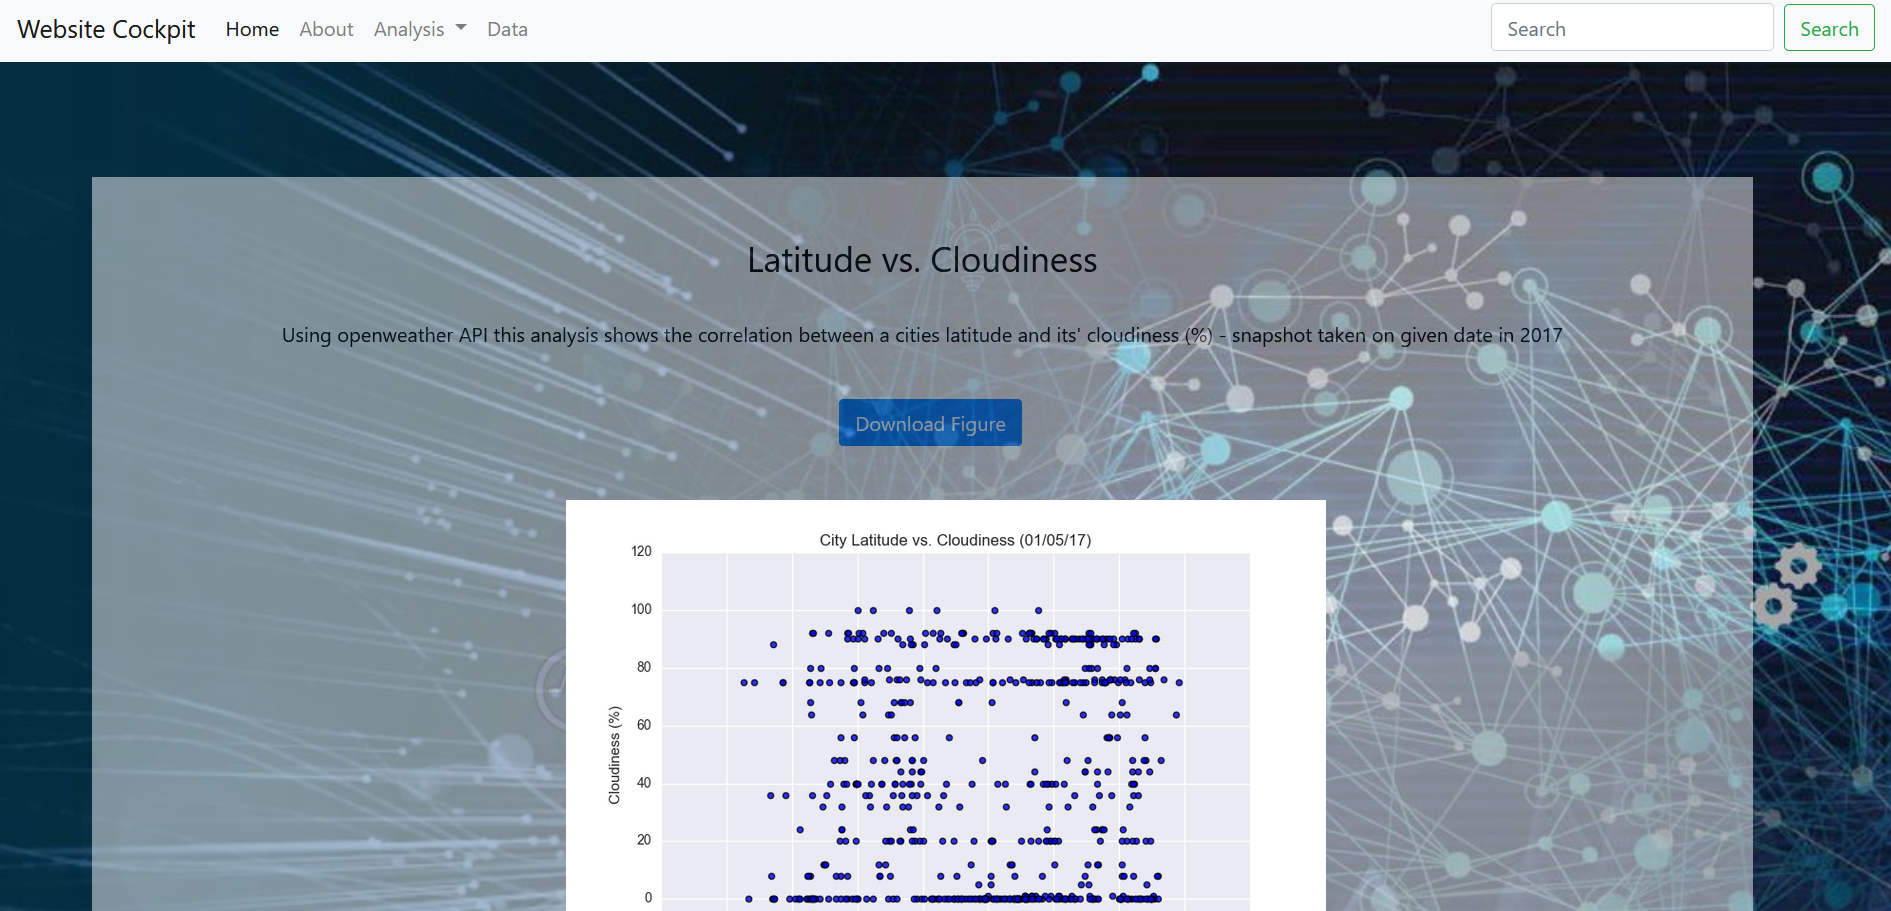 Website Cockpit Home About Analysis Data Search Search
Latitude vs. Cloudiness
Using openweather API this analysis shows the correlation between a cities latitude and its' cloudiness (%) - snapshot taken on given date in 2017
Download Figure
City Latitude vs. Cloudiness (01/05/17)
120
100
80
60
Cloudiness (%)
40
20
0